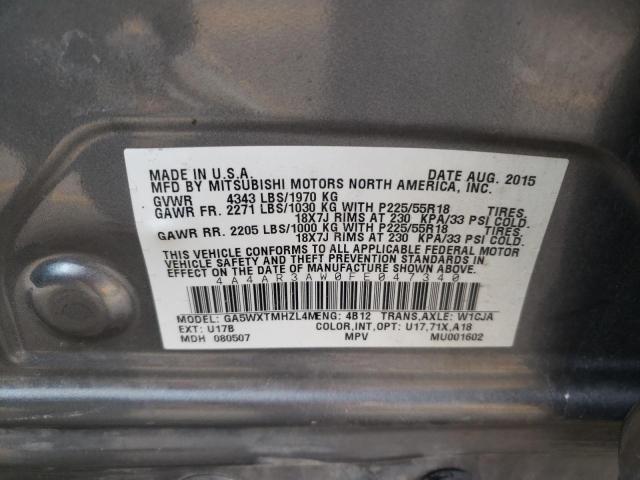 MADE IN U.S.A. DATE AUG. 2015
MFD BY MITSUBISHI MOTORS NORTH AMERICA, INC.
GVWR 4343 LBS/1970 KG
GAWR FR. 2271 LBS/1030 KG WITH P225/55R18 TIRES.
18X7J RIMS AT 230 KPA/33 PSI COLD.
GAWR RR. 2205 LBS/1000 KG WITH P225/55R18 TIRES.
18X7J RIMS AT 230 KPA/33 PSI COLD.
THIS VEHICLE CONFORMS TO ALL APPLICABLE FEDERAL MOTOR
VEHICLE SAFETY AND THEFT PREVENTION STANDARDS IN
EFFECT ON THE DATE OF MANUFACTURE SHOWN ABOVE.
4A4AR3AW0FE047340
MODEL: GA5WXTMHZL4M ENG: 4B12 TRANS,AXLE: W1CJA
EXT: U17B COLOR,INT,OPT: U17,71X,A18
MDH 080507 MPV MU001602